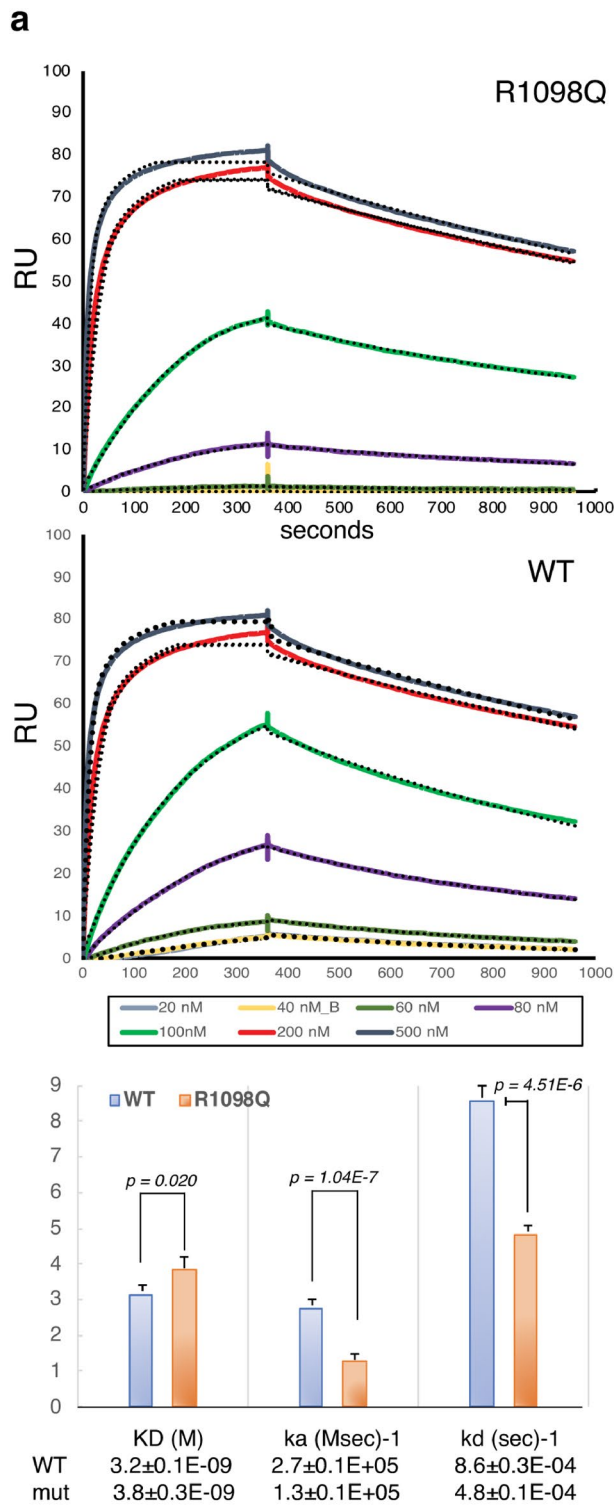 a
R1098Q
100
90
80
70
60
50
40
30
20
10
0
RU
0 100 200 300 400 500 600 700 800 900 1000
seconds
WT
100
90
80
70
60
50
40
30
20
10
0
RU
0 100 200 300 400 500 600 700 800 900 1000
20 nM 40 nM_B 60 nM 80 nM
100nM 200 nM 500 nM
9
8
7
6
5
4
3
2
1
0
WT R1098Q
p = 0.020
p = 1.04E-7
p = 4.51E-6
KD (M) ka (Msec)-1 kd (sec)-1
WT 3.2±0.1E-09 2.7±0.1E+05 8.6±0.3E-04
mut 3.8±0.3E-09 1.3±0.1E+05 4.8±0.1E-04